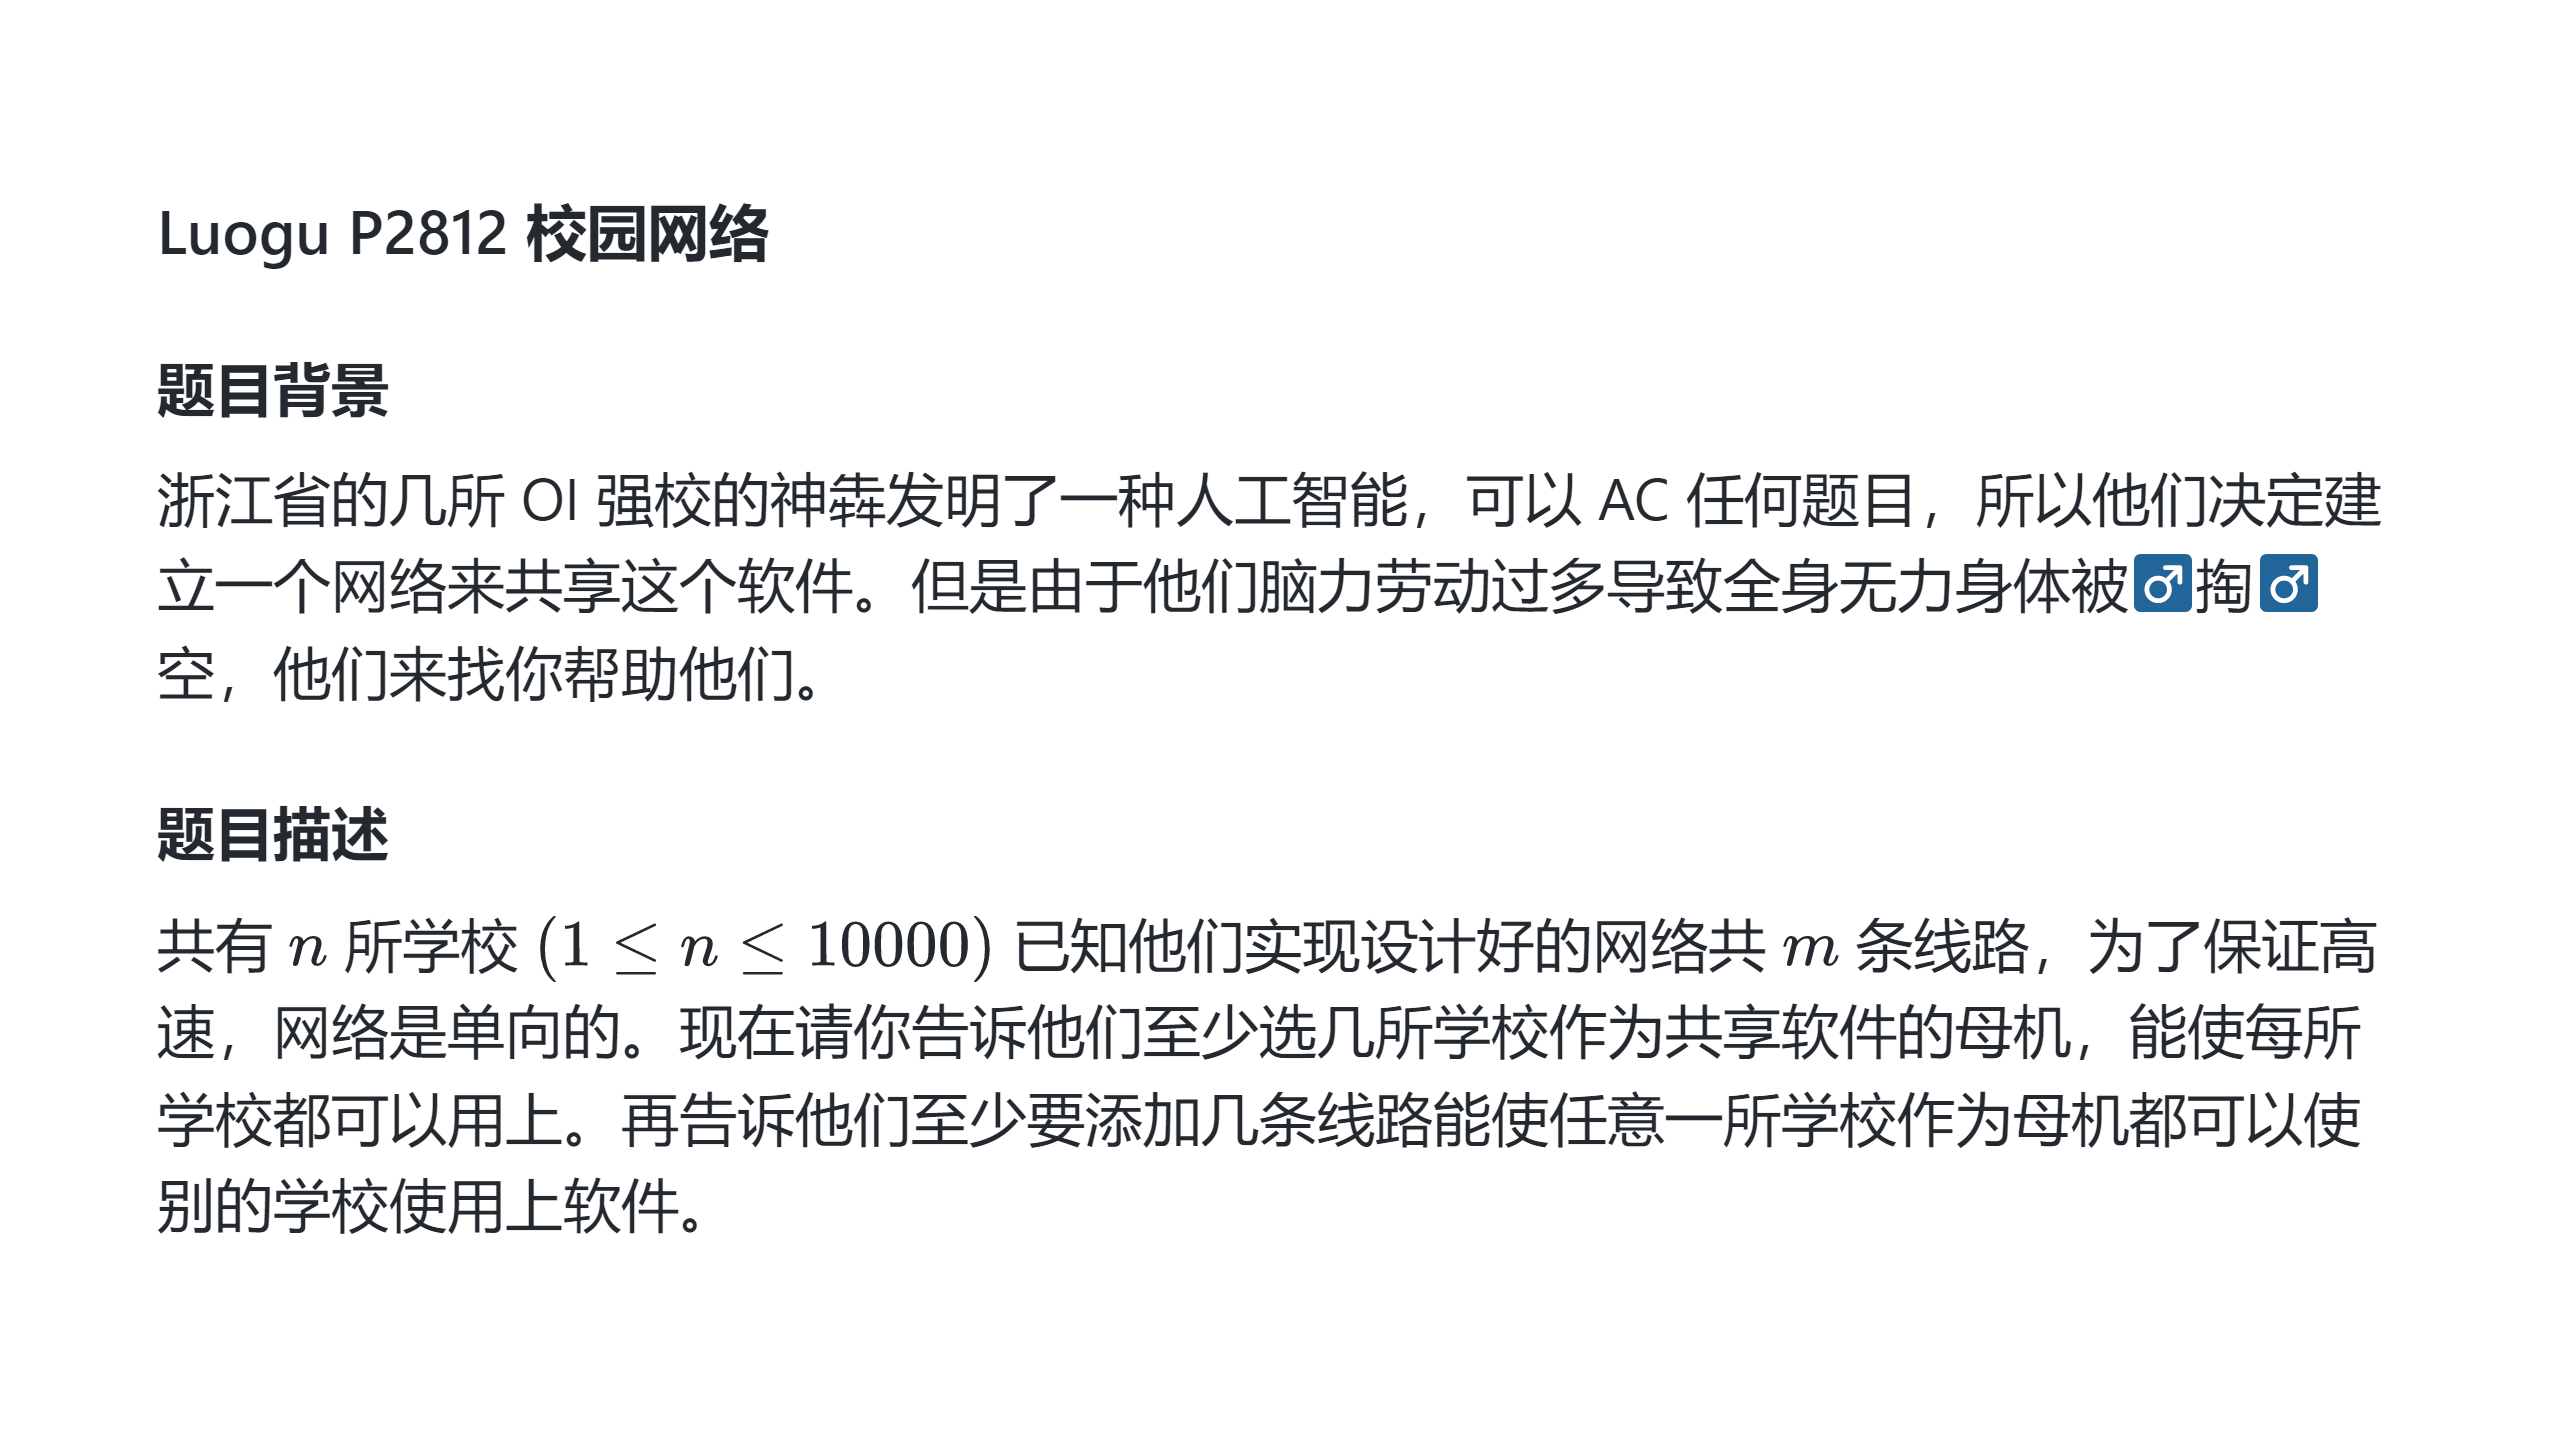 Luogu P2812 校园网络
题目背景
浙江省的几所 OI 强校的神犇发明了一种人工智能，可以 AC 任何题目，所以他们决定建
立一个网络来共享这个软件。但是由于他们脑力劳动过多导致全身无力身体被♂掏♂
空，他们来找你帮助他们。
题目描述
共有 n 所学校 (1 ≤ n ≤ 10000) 已知他们实现设计好的网络共 m 条线路，为了保证高
速，网络是单向的。现在请你告诉他们至少选几所学校作为共享软件的母机，能使每所
学校都可以用上。再告诉他们至少要添加几条线路能使任意一所学校作为母机都可以使
别的学校使用上软件。